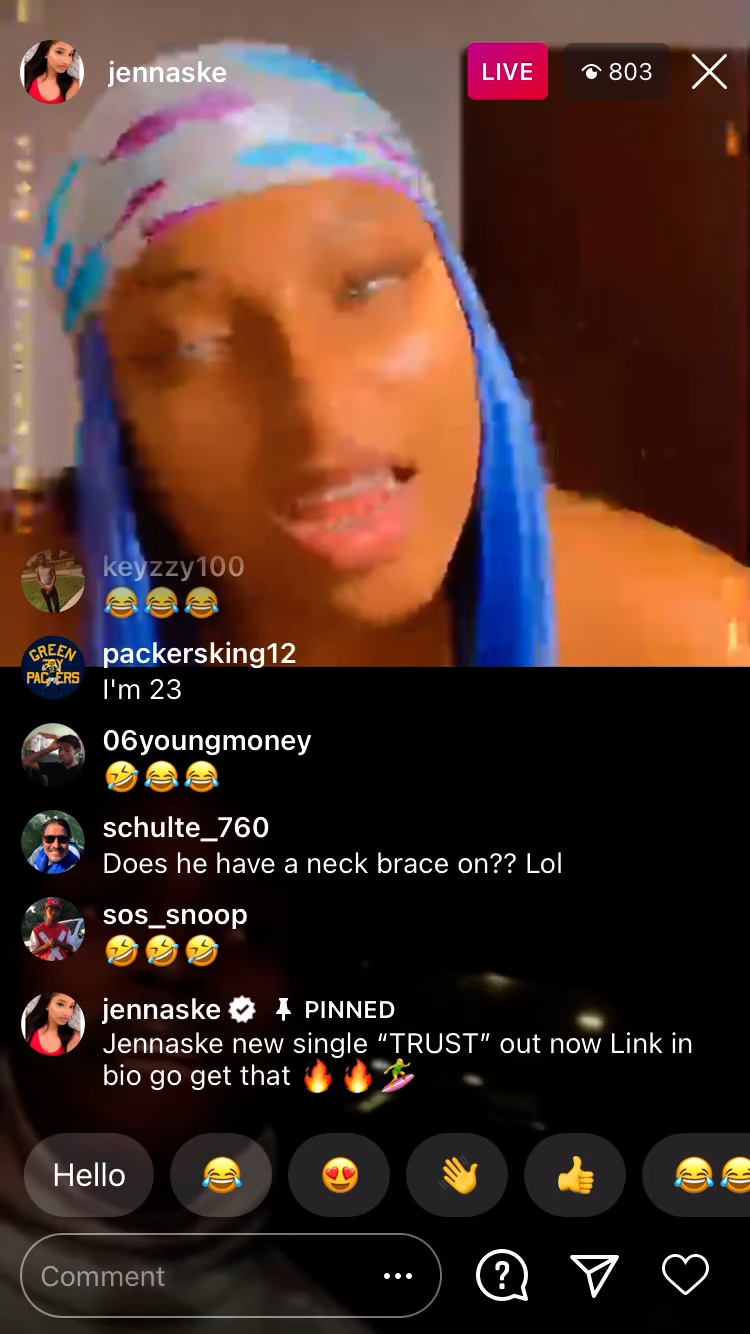 jennaske
LIVE
803
keyzzy100
😂😂😂
GREEN
BAY
PACKERS
packersking12
I'm 23
06youngmoney
🤣😂😂
schulte_760
Does he have a neck brace on?? Lol
sos_snoop
🤣🤣🤣
jennaske PINNED
Jennaske new single “TRUST” out now Link in
bio go get that 🔥🔥🏄
Hello 😂 😍 👋 👍 😂😂
Comment